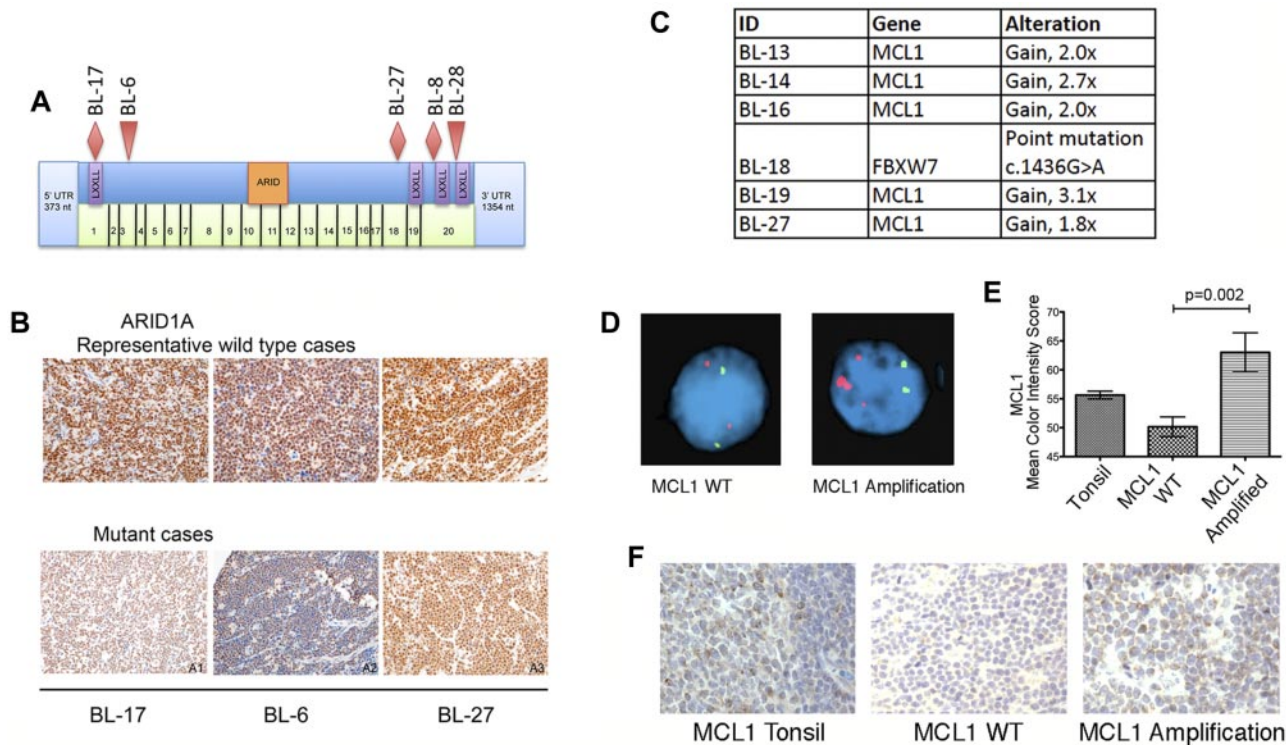 A
BL-17
BL-6
BL-27
BL-8
BL-28
5' UTR
373 nt
LXXLL
ARID
LXXLL
LXXLL
LXXLL
3' UTR
1354 nt
1 2 3 4 5 6 7 8 9 10 11 12 13 14 15 16 17 18 19 20
B
ARID1A
Representative wild type cases
Mutant cases
A1
A2
A3
BL-17
BL-6
BL-27
C
ID Gene Alteration
BL-13 MCL1 Gain, 2.0x
BL-14 MCL1 Gain, 2.7x
BL-16 MCL1 Gain, 2.0x
Point mutation
BL-18 FBXW7 c.1436G>A
BL-19 MCL1 Gain, 3.1x
BL-27 MCL1 Gain, 1.8x
D
MCL1 WT
MCL1 Amplification
E
p=0.002
MCL1
Mean Color Intensity Score
70
65
60
55
50
45
Tonsil
MCL1
WT
MCL1
Amplified
F
MCL1 Tonsil
MCL1 WT
MCL1 Amplification